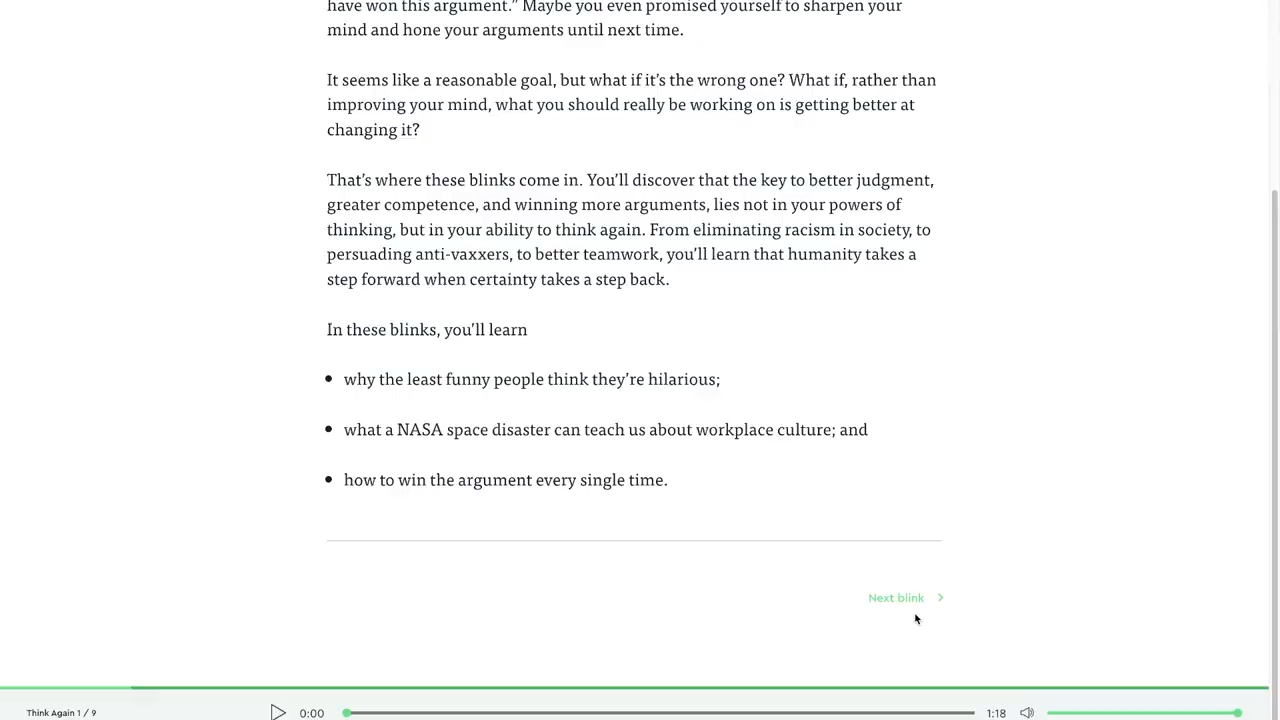 have won this argument.” Maybe you even promised yourself to sharpen your
mind and hone your arguments until next time.
It seems like a reasonable goal, but what if it’s the wrong one? What if, rather than
improving your mind, what you should really be working on is getting better at
changing it?
That’s where these blinks come in. You’ll discover that the key to better judgment,
greater competence, and winning more arguments, lies not in your powers of
thinking, but in your ability to think again. From eliminating racism in society, to
persuading anti-vaxxers, to better teamwork, you’ll learn that humanity takes a
step forward when certainty takes a step back.
In these blinks, you’ll learn
• why the least funny people think they’re hilarious;
• what a NASA space disaster can teach us about workplace culture; and
• how to win the argument every single time.
Next blink
Think Again 1 / 9
0:00
1:18